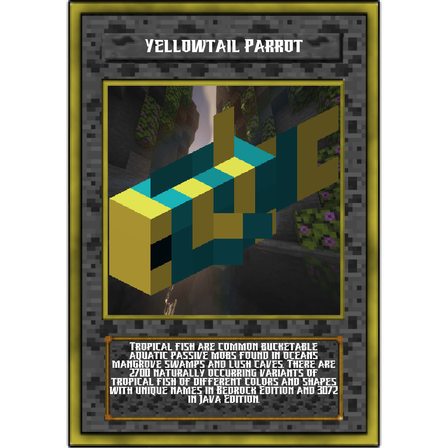 Yellowtail Parrot
Tropical fish are common bucketable
aquatic passive mobs found in oceans
mangrove swamps and lush caves. There are
2700 naturally occurring variants of
tropical fish of different colors and shapes
with unique names in Bedrock Edition and 3072
in Java Edition.